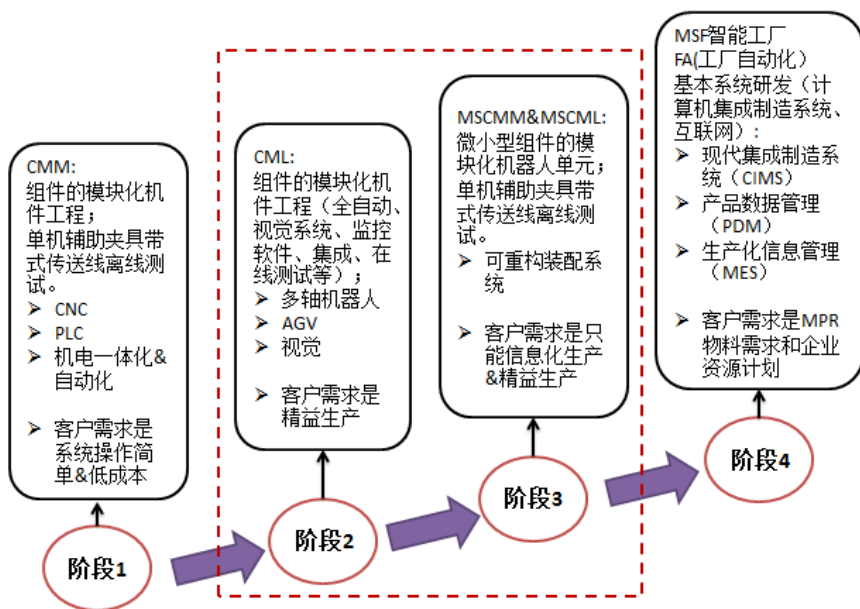 CMM:
组件的模块化机
件工程；
单机辅助夹具带
式传送线离线测
试。
➢ CNC
➢ PLC
➢ 机电一体化&
自动化
➢ 客户需求是
系统操作简
单&低成本
阶段1
CML:
组件的模块化机
件工程（全自动、
视觉系统、监控
软件、集成、在
线测试等）；
➢ 多轴机器人
➢ AGV
➢ 视觉
➢ 客户需求是
精益生产
阶段2
MSCMM&MSCML:
微小型组件的模
块化机器人单元；
单机辅助夹具带
式传送线离线测
试。
➢ 可重构装配系
统
➢ 客户需求是只
能信息化生产
&精益生产
阶段3
MSF智能工厂
FA(工厂自动化）
基本系统研发（计
算机集成制造系统、
互联网）:
➢ 现代集成制造系
统（CIMS）
➢ 产品数据管理
（PDM）
➢ 生产化信息管理
（MES）
➢ 客户需求是MPR
物料需求和企业
资源计划
阶段4